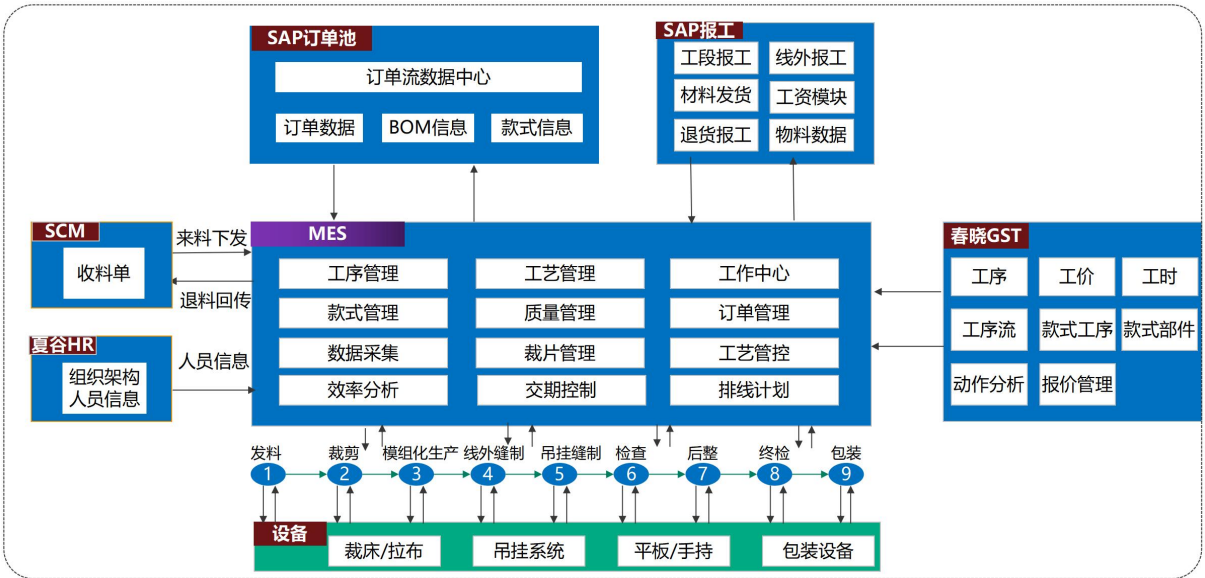 SAP订单池
订单流数据中心
订单数据
BOM信息
款式信息
SAP报工
工段报工
线外报工
材料发货
工资模块
退货报工
物料数据
SCM
收料单
来料下发
退料回传
夏谷HR
组织架构
人员信息
人员信息
MES
工序管理
工艺管理
工作中心
款式管理
质量管理
订单管理
数据采集
裁片管理
工艺管控
效率分析
交期控制
排线计划
春晓GST
工序
工价
工时
工序流
款式工序
款式部件
动作分析
报价管理
发料
裁剪
模组化生产
线外缝制
吊挂缝制
检查
后整
终检
包装
1
2
3
4
5
6
7
8
9
设备
裁床/拉布
吊挂系统
平板/手持
包装设备